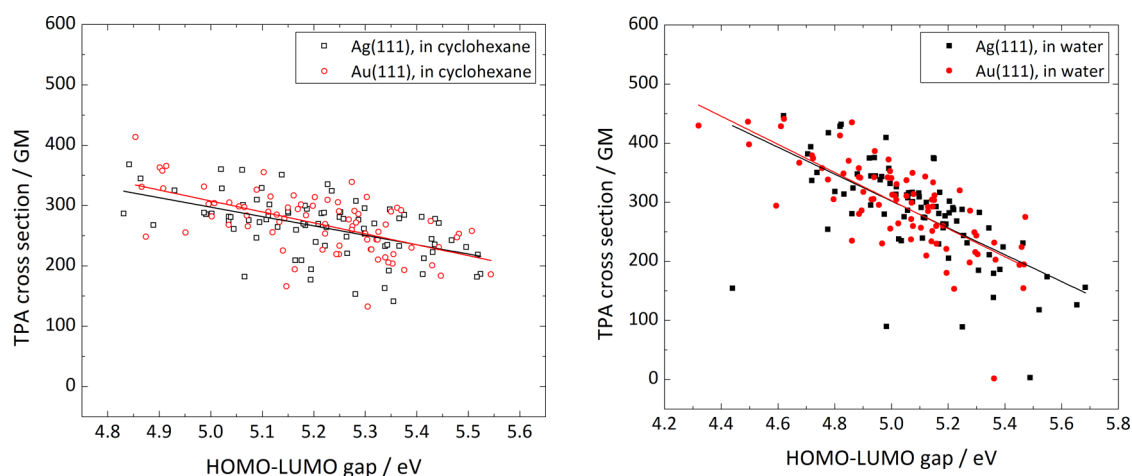 600
500
400
300
200
100
0
TPA cross section / GM
Ag(111), in cyclohexane
Au(111), in cyclohexane
4.8 4.9 5.0 5.1 5.2 5.3 5.4 5.5 5.6
HOMO-LUMO gap / eV
600
500
400
300
200
100
0
TPA cross section / GM
Ag(111), in water
Au(111), in water
4.2 4.4 4.6 4.8 5.0 5.2 5.4 5.6 5.8
HOMO-LUMO gap / eV